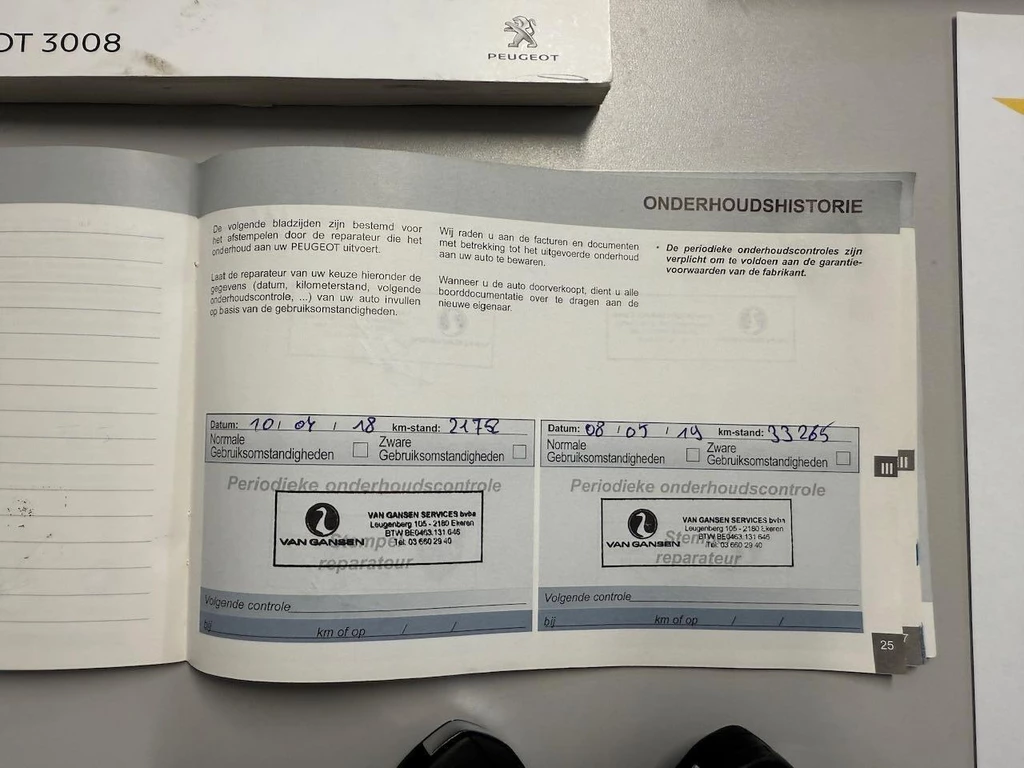 OT 3008
PEUGEOT
ONDERHOUDSHISTORIE
De volgende bladzijden zijn bestemd voor
het afstempelen door de reparateur die het
onderhoud aan uw PEUGEOT uitvoert.
Laat de reparateur van uw keuze hieronder de
gegevens (datum, kilometerstand, volgende
onderhoudscontrole, ...) van uw auto invullen
op basis van de gebruiksomstandigheden.
Wij raden u aan de facturen en documenten
met betrekking tot het uitgevoerde onderhoud
aan uw auto te bewaren.
Wanneer u de auto doorverkoopt, dient u alle
boorddocumentatie over te dragen aan de
nieuwe eigenaar.
* De periodieke onderhoudscontroles zijn
verplicht om te voldoen aan de garantie-
voorwaarden van de fabrikant.
Datum: 10 / 04 / 18 km-stand:
Normale
Gebruiksomstandigheden
Zware
Gebruiksomstandigheden
Periodieke onderhoudscontrole
VAN GANSEN SERVICES bvba
Leugenberg 105 - 2180 Ekeren
BTW BE0463.131.646
Tel. 03 660 29 40
VAN GANSEN
Stempel
reparateur
Volgende controle
bij km of op / /
Datum: 08 / 05 / 19 km-stand: 33265
Normale
Gebruiksomstandigheden
Zware
Gebruiksomstandigheden
Periodieke onderhoudscontrole
VAN GANSEN SERVICES bvba
Leugenberg 105 - 2180 Ekeren
BTW BE0463.131.646
Tel. 03 660 29 40
VAN GANSEN
reparateur
Volgende controle
bij km of op / /
III
25
7